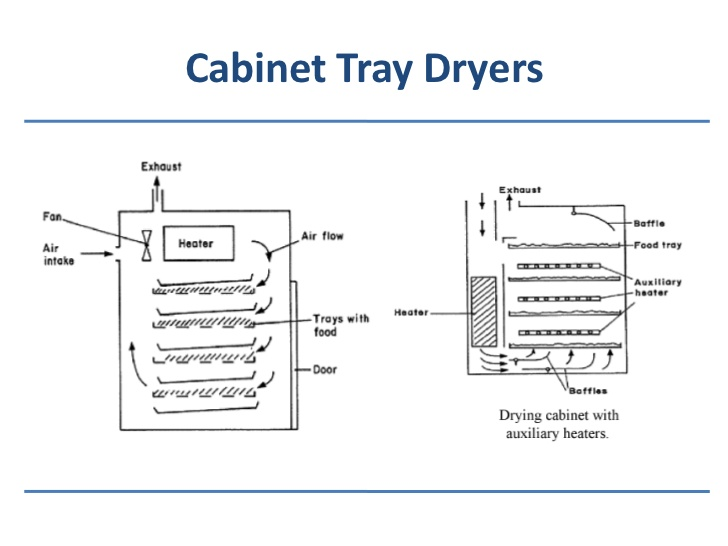 Cabinet Tray Dryers
Exhaust
Fan
Air
intake
Heater
Air flow
Trays with
food
Door
Exhaust
Baffle
Food tray
Auxiliary
heater
Heater
Baffles
Drying cabinet with
auxiliary heaters.